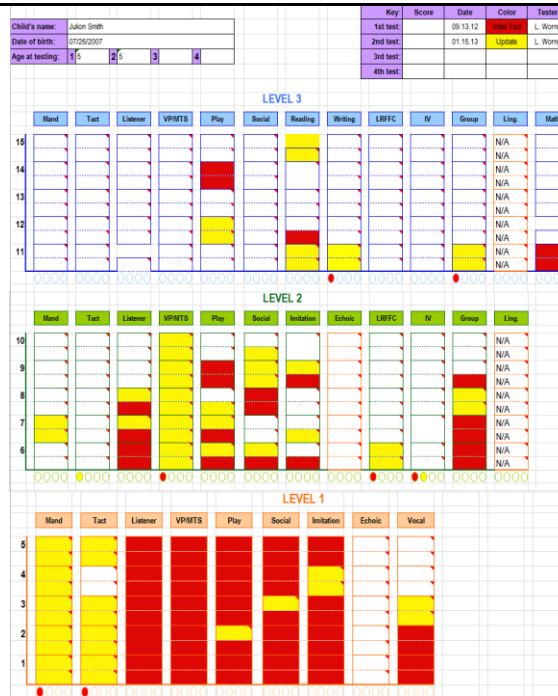 Key: Score Date Color Tester
Child's name: Julion Smith 1st test: 09.13.12 Initial Test L. Worre
Date of birth: 07/26/2007 2nd test: 01.15.13 Update L. Worre
Age at testing: 1 5 2 5 3 4 3rd test:
4th test:
LEVEL 3
Mand Tact Listener VP/MTS Play Social Reading Writing LRFFC IV Group Ling. Math
15 N/A
N/A
14 N/A
N/A
13 N/A
N/A
12 N/A
N/A
11 N/A
N/A
LEVEL 2
Mand Tact Listener VP/MTS Play Social Imitation Echoic LRFFC IV Group Ling.
10 N/A
N/A
9 N/A
N/A
8 N/A
N/A
7 N/A
N/A
6 N/A
N/A
LEVEL 1
Mand Tact Listener VP/MTS Play Social Imitation Echoic Vocal
5
4
3
2
1